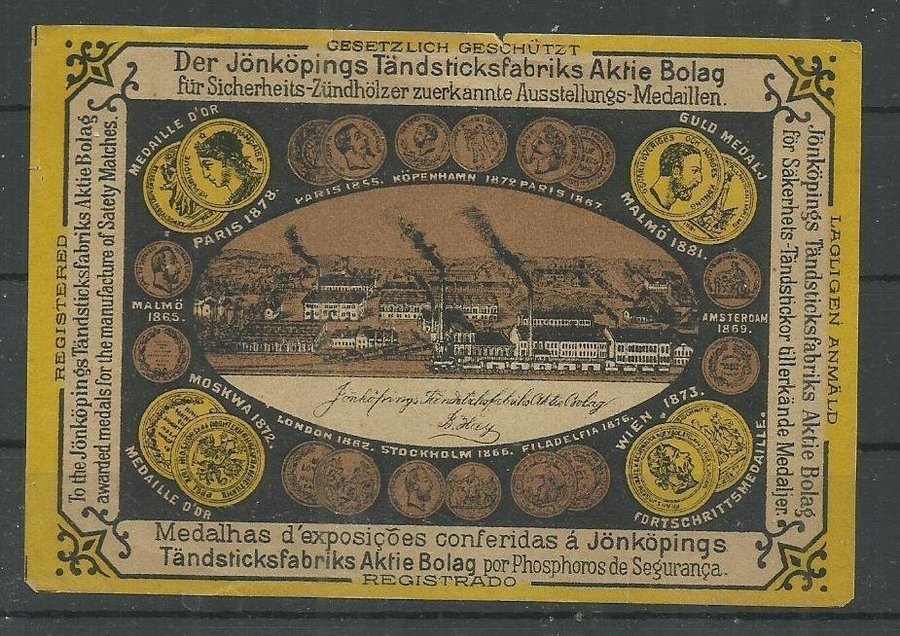 GESETZLICH GESCHÜTZT
Der Jönköpings Tändsticksfabriks Aktie Bolag
für Sicherheits-Zündhölzer zuerkannte Ausstellungs-Medaillen.
REGISTERED
To the Jönköpings Tändsticksfabriks Aktie Bolag
awarded medals for the manufacture of Safety Matches.
MEDAILLE D'OR
PARIS 1878.
PARIS 1855.
KÖPENHAMN 1872
PARIS 1867
GULD MEDALJ
MALMÖ 1881.
MALMÖ
1865.
AMSTERDAM
1869.
Jönköpings Tändsticksfabriks Aktie Bolag
B. Hay
MOSKWA 1872.
MEDAILLE D'OR
LONDON 1862.
STOCKHOLM 1866.
FILADELFIA 1876.
WIEN 1873.
FORTSCHRITTSMEDAILLE.
LAGLIGEN ANMÄLD
Jönköpings Tändsticksfabriks Aktie Bolag
för Säkerhets-Tändstickor tillerkände Medaljer.
Medalhas d'exposições conferidas á Jönköpings
Tändsticksfabriks Aktie Bolag por Phosphoros de Segurança.
REGISTRADO